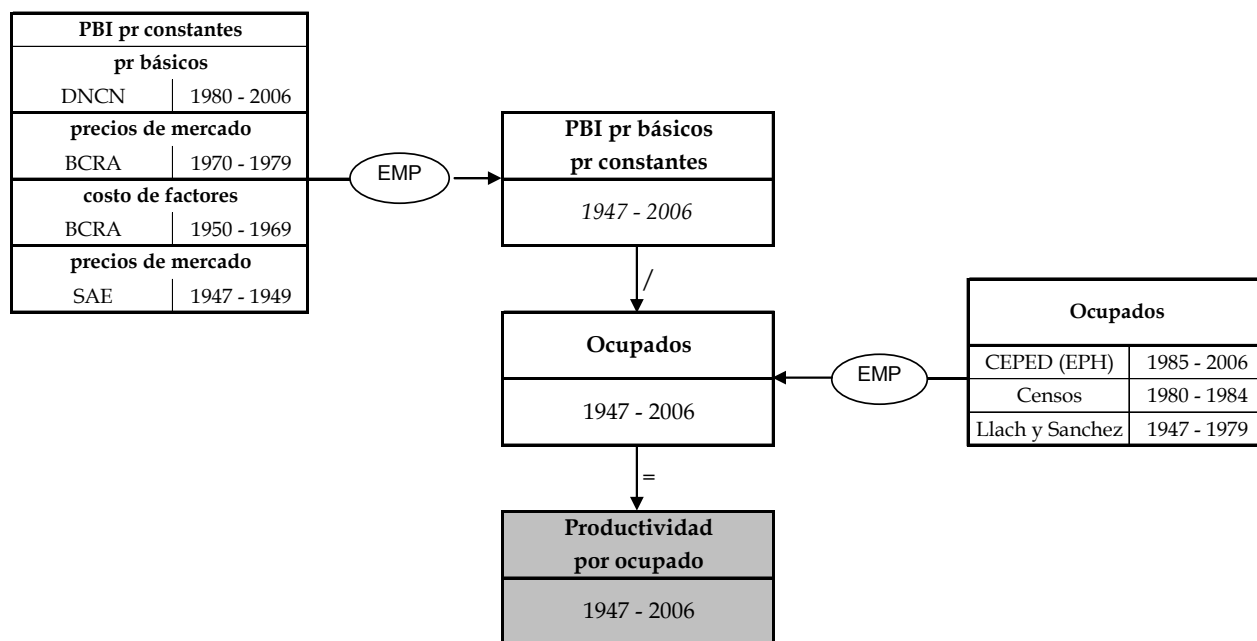 PBI pr constantes
pr básicos
DNCN 1980 - 2006
precios de mercado
BCRA 1970 - 1979
costo de factores
BCRA 1950 - 1969
precios de mercado
SAE 1947 - 1949
EMP
PBI pr básicos
pr constantes
1947 - 2006
/
Ocupados
1947 - 2006
EMP
Ocupados
CEPED (EPH) 1985 - 2006
Censos 1980 - 1984
Llach y Sanchez 1947 - 1979
=
Productividad
por ocupado
1947 - 2006